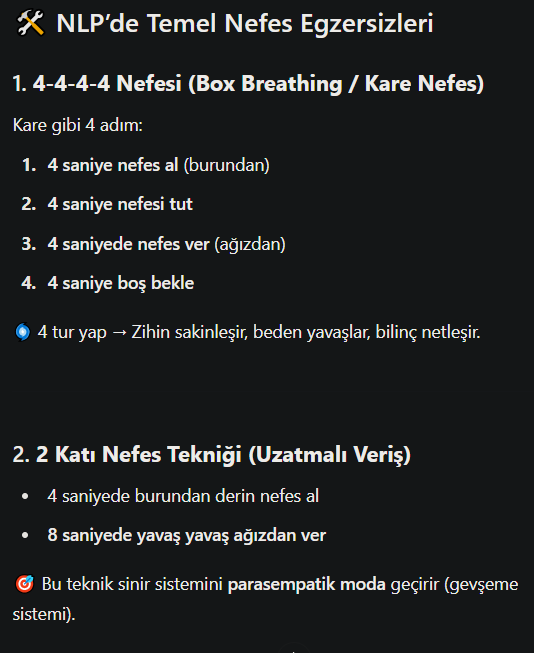 🛠️ NLP’de Temel Nefes Egzersizleri
1. 4-4-4-4 Nefesi (Box Breathing / Kare Nefes)
Kare gibi 4 adım:
1. 4 saniye nefes al (burundan)
2. 4 saniye nefesi tut
3. 4 saniyede nefes ver (ağızdan)
4. 4 saniye boş bekle
🌀 4 tur yap → Zihin sakinleşir, beden yavaşlar, bilinç netleşir.
2. 2 Katı Nefes Tekniği (Uzatmalı Veriş)
• 4 saniyede burundan derin nefes al
• 8 saniyede yavaş yavaş ağızdan ver
🎯 Bu teknik sinir sistemini parasempatik moda geçirir (gevşeme
sistemi).